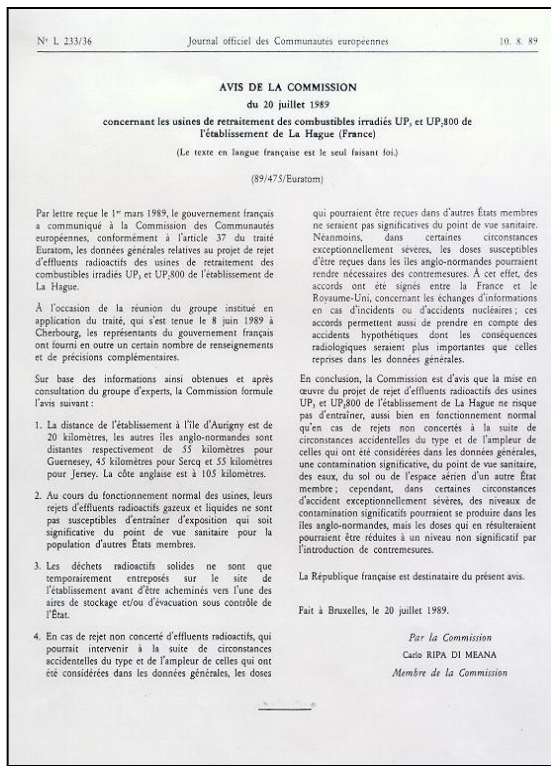 Nº L 233/36
Journal officiel des Communautés européennes
10. 8. 89
AVIS DE LA COMMISSION
du 20 juillet 1989
concernant les usines de retraitement des combustibles irradiés UP₃ et UP₂800 de
l'établissement de La Hague (France)
(Le texte en langue française est le seul faisant foi.)
(89/475/Euratom)
Par lettre reçue le 1er mars 1989, le gouvernement français
a communiqué à la Commission des Communautés
européennes, conformément à l'article 37 du traité
Euratom, les données générales relatives au projet de rejet
d'effluents radioactifs des usines de retraitement des
combustibles irradiés UP₃ et UP₂800 de l'établissement de
La Hague.
À l'occasion de la réunion du groupe institué en
application du traité, qui s'est tenue le 8 juin 1989 à
Cherbourg, les représentants du gouvernement français
ont fourni en outre un certain nombre de renseignements
et de précisions complémentaires.
Sur base des informations ainsi obtenues et après
consultation du groupe d'experts, la Commission formule
l'avis suivant :
1. La distance de l'établissement à l'île d'Aurigny est de
20 kilomètres, les autres îles anglo-normandes sont
distantes respectivement de 55 kilomètres pour
Guernesey, 45 kilomètres pour Sercq et 55 kilomètres
pour Jersey. La côte anglaise est à 105 kilomètres.
2. Au cours du fonctionnement normal des usines, leurs
rejets d'effluents radioactifs gazeux et liquides ne sont
pas susceptibles d'entraîner d'exposition qui soit
significative du point de vue sanitaire pour la
population d'autres États membres.
3. Les déchets radioactifs solides ne sont que
temporairement entreposés sur le site de
l'établissement avant d'être acheminés vers l'une des
aires de stockage et/ou d'évacuation sous contrôle de
l'État.
4. En cas de rejet non concerté d'effluents radioactifs, qui
pourrait intervenir à la suite de circonstances
accidentelles du type et de l'ampleur de celles qui ont
été considérées dans les données générales, les doses
qui pourraient être reçues dans d'autres États membres
ne seraient pas significatives du point de vue sanitaire.
Néanmoins, dans certaines circonstances
exceptionnellement sévères, les doses susceptibles
d'être reçues dans les îles anglo-normandes pourraient
rendre nécessaires des contremesures. À cet effet, des
accords ont été signés entre la France et le
Royaume-Uni, concernant les échanges d'informations
en cas d'incidents ou d'accidents nucléaires ; ces
accords permettent aussi de prendre en compte des
accidents hypothétiques dont les conséquences
radiologiques seraient plus importantes que celles
reprises dans les données générales.
En conclusion, la Commission est d'avis que la mise en
œuvre du projet de rejet d'effluents radioactifs des usines
UP₃ et UP₂800 de l'établissement de La Hague ne risque
pas d'entraîner, aussi bien en fonctionnement normal
qu'en cas de rejets non concertés à la suite de
circonstances accidentelles du type et de l'ampleur de
celles qui ont été considérées dans les données générales,
une contamination significative, du point de vue sanitaire,
des eaux, du sol ou de l'espace aérien d'un autre État
membre ; cependant, dans certaines circonstances
d'accident exceptionnellement sévères, des niveaux de
contamination significatifs pourraient se produire dans les
îles anglo-normandes, mais les doses qui en résulteraient
pourraient être réduites à un niveau non significatif par
l'introduction de contremesures.
La République française est destinataire du présent avis.
Fait à Bruxelles, le 20 juillet 1989.
Par la Commission
Carlo RIPA DI MEANA
Membre de la Commission